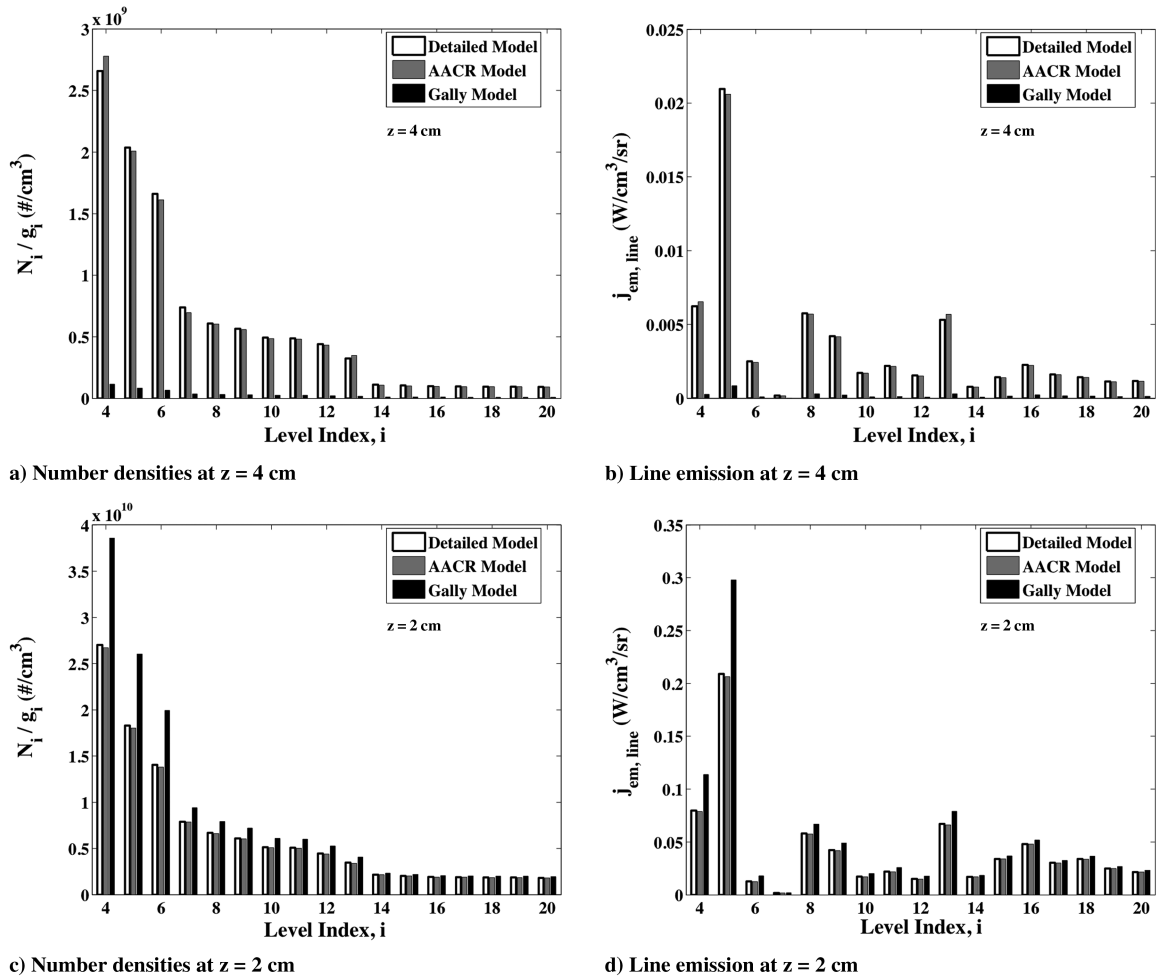 x 10^9
3
2.5
2
1.5
1
0.5
0
N_i / g_i (#/cm^3)
Detailed Model
AACR Model
Gally Model
z = 4 cm
4 6 8 10 12 14 16 18 20
Level Index, i
a) Number densities at z = 4 cm
0.025
0.02
0.015
0.01
0.005
0
j_em, line (W/cm^3/sr)
Detailed Model
AACR Model
Gally Model
z = 4 cm
4 6 8 10 12 14 16 18 20
Level Index, i
b) Line emission at z = 4 cm
x 10^10
4
3.5
3
2.5
2
1.5
1
0.5
0
N_i / g_i (#/cm^3)
Detailed Model
AACR Model
Gally Model
z = 2 cm
4 6 8 10 12 14 16 18 20
Level Index, i
c) Number densities at z = 2 cm
0.35
0.3
0.25
0.2
0.15
0.1
0.05
0
j_em, line (W/cm^3/sr)
Detailed Model
AACR Model
Gally Model
z = 2 cm
4 6 8 10 12 14 16 18 20
Level Index, i
d) Line emission at z = 2 cm